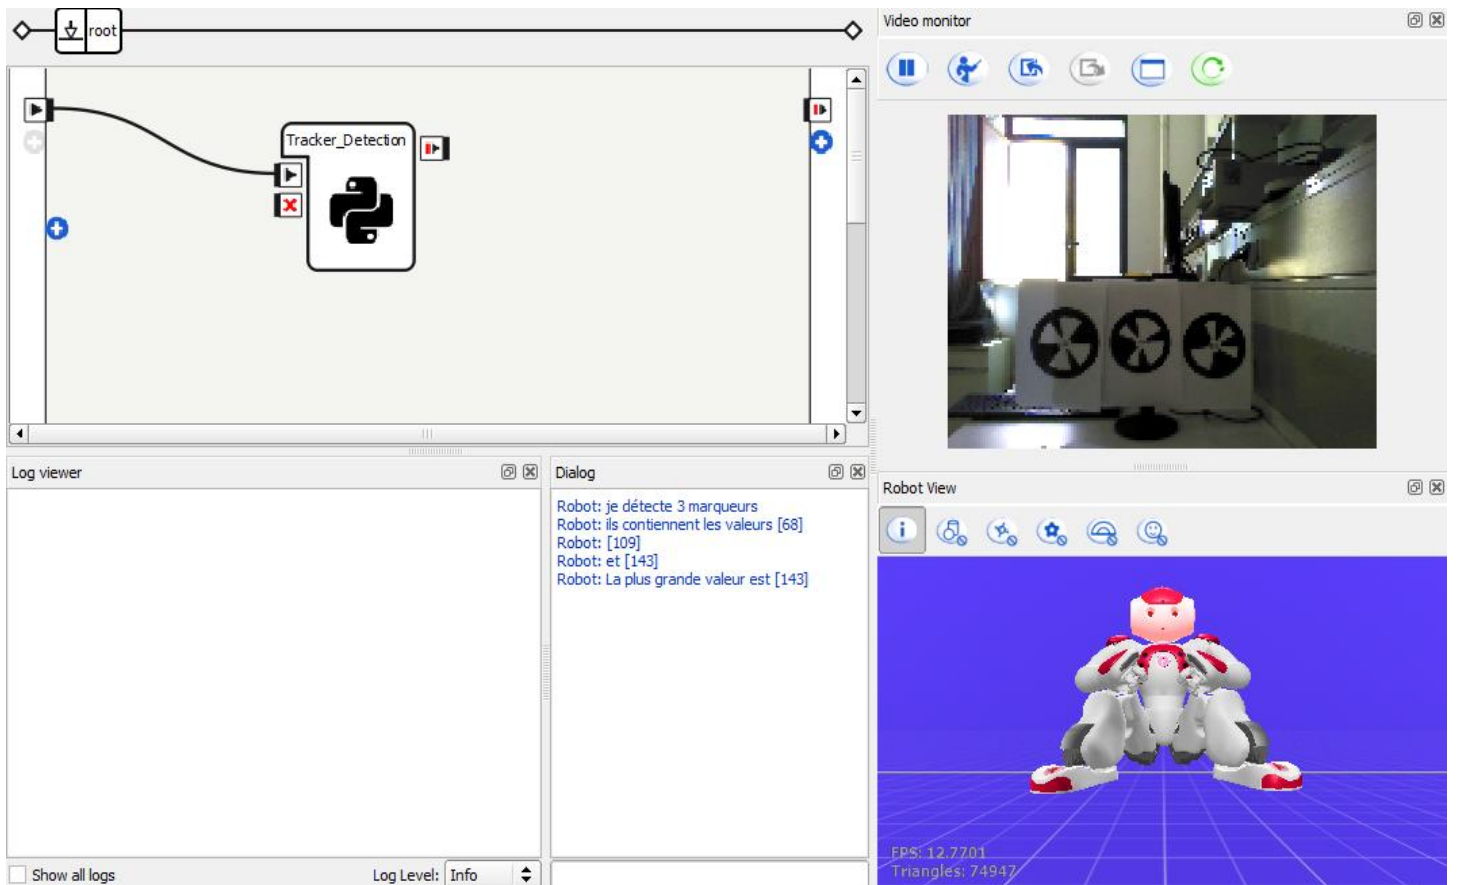 root
Tracker_Detection
Video monitor
Log viewer
Dialog
Robot: je détecte 3 marqueurs
Robot: ils contiennent les valeurs [68]
Robot: [109]
Robot: et [143]
Robot: La plus grande valeur est [143]
Show all logs
Log Level: Info
Robot View
FPS: 12.7701
Triangles: 74947